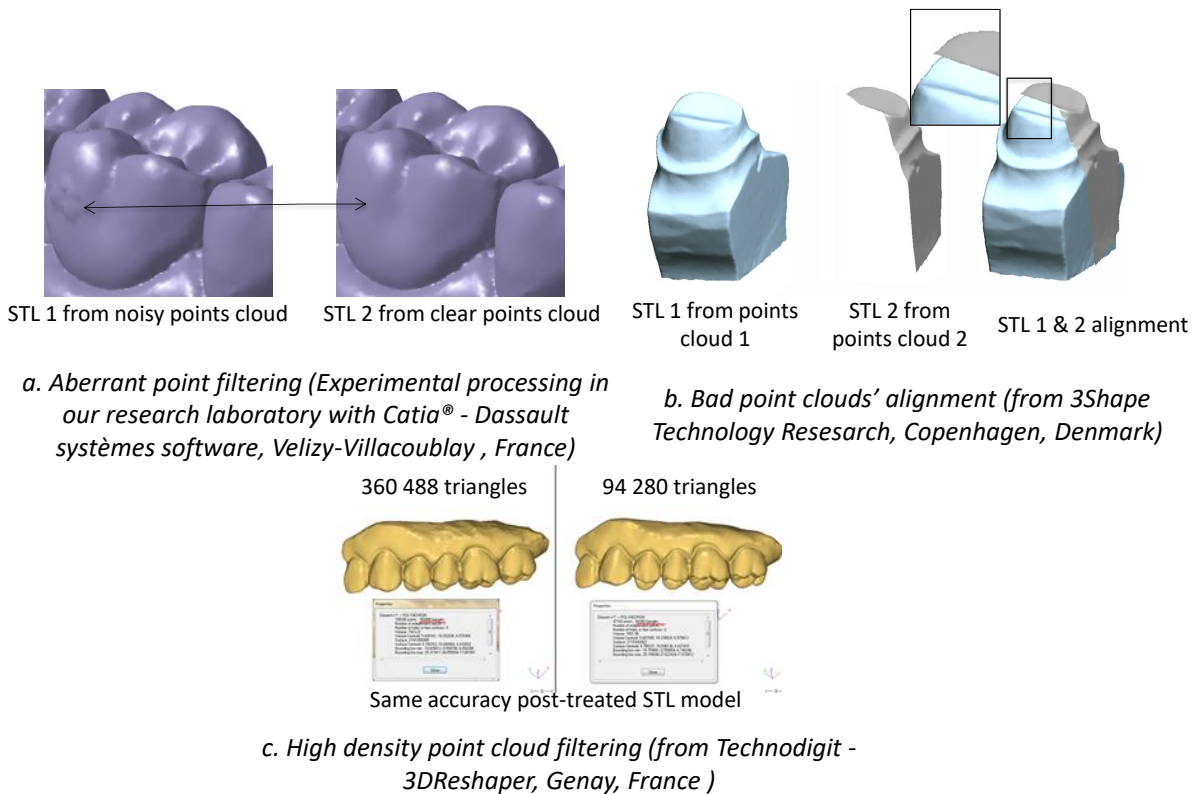 STL 1 from noisy points cloud
STL 2 from clear points cloud
a. Aberrant point filtering (Experimental processing in
our research laboratory with Catia® - Dassault
systèmes software, Velizy-Villacoublay , France)
STL 1 from points
cloud 1
STL 2 from
points cloud 2
STL 1 & 2 alignment
b. Bad point clouds’ alignment (from 3Shape
Technology Resesarch, Copenhagen, Denmark)
360 488 triangles
94 280 triangles
Properties
Properties
Close
Close
Same accuracy post-treated STL model
c. High density point cloud filtering (from Technodigit -
3DReshaper, Genay, France )